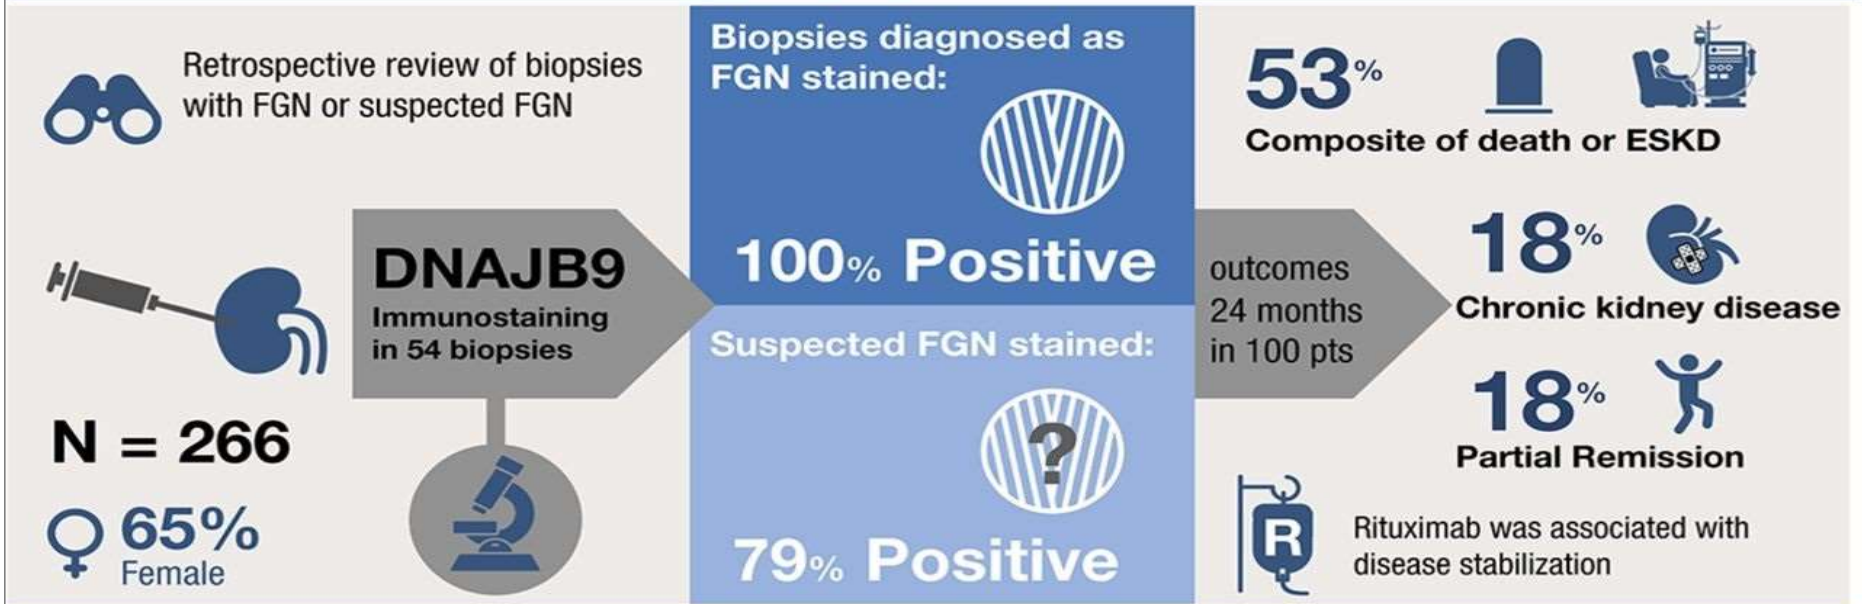 Retrospective review of biopsies
with FGN or suspected FGN
N = 266
65%
Female
DNAJB9
Immunostaining
in 54 biopsies
Biopsies diagnosed as
FGN stained:
100% Positive
Suspected FGN stained:
?
79% Positive
outcomes
24 months
in 100 pts
53%
Composite of death or ESKD
18%
Chronic kidney disease
18%
Partial Remission
R
Rituximab was associated with
disease stabilization